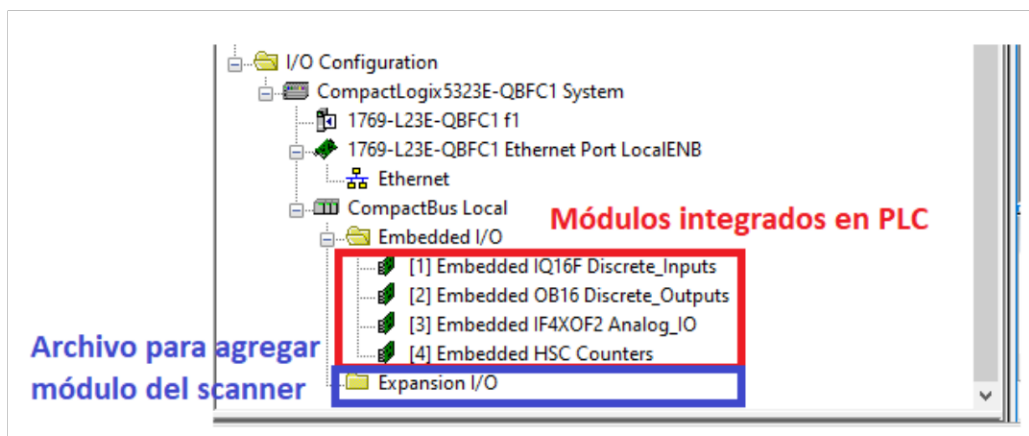 I/O Configuration
CompactLogix5323E-QBFC1 System
1769-L23E-QBFC1 f1
1769-L23E-QBFC1 Ethernet Port LocalENB
Ethernet
CompactBus Local
Módulos integrados en PLC
Embedded I/O
[1] Embedded IQ16F Discrete_Inputs
[2] Embedded OB16 Discrete_Outputs
[3] Embedded IF4XOF2 Analog_IO
[4] Embedded HSC Counters
Archivo para agregar
módulo del scanner
Expansion I/O